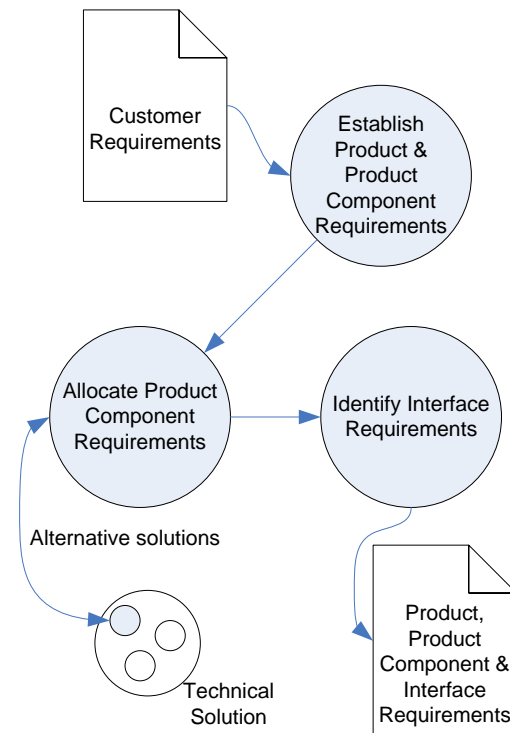 Customer
Requirements
Establish
Product &
Product
Component
Requirements
Allocate Product
Component
Requirements
Identify Interface
Requirements
Alternative solutions
Technical
Solution
Product,
Product
Component &
Interface
Requirements